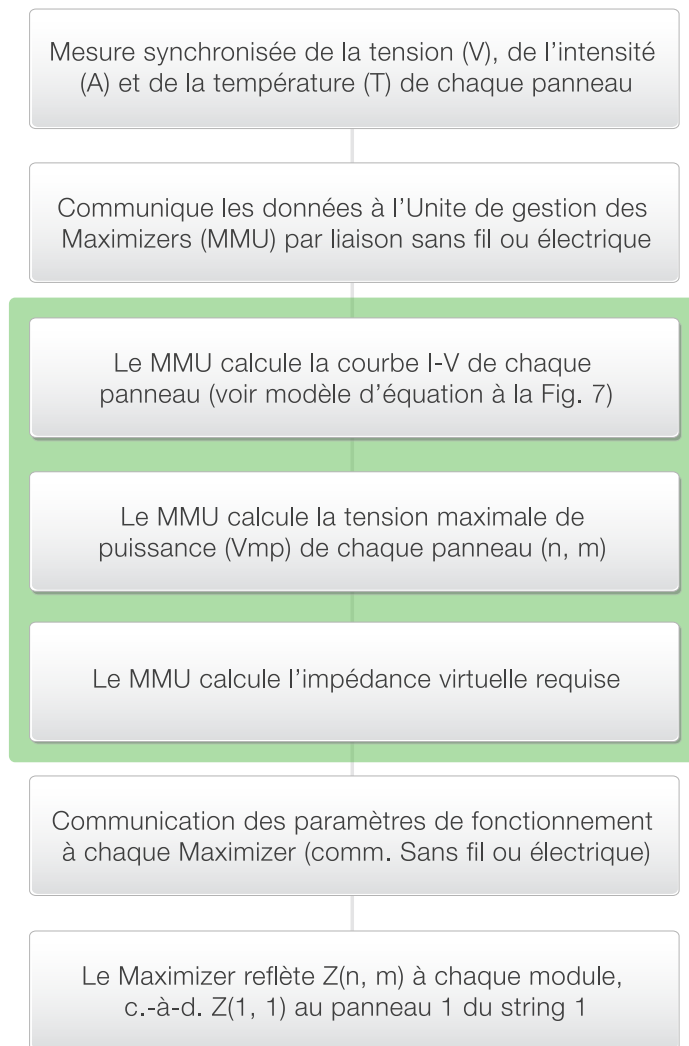 Mesure synchronisée de la tension (V), de l'intensité
(A) et de la température (T) de chaque panneau
Communique les données à l'Unite de gestion des
Maximizers (MMU) par liaison sans fil ou électrique
Le MMU calcule la courbe I-V de chaque
panneau (voir modèle d'équation à la Fig. 7)
Le MMU calcule la tension maximale de
puissance (Vmp) de chaque panneau (n, m)
Le MMU calcule l'impédance virtuelle requise
Communication des paramètres de fonctionnement
à chaque Maximizer (comm. Sans fil ou électrique)
Le Maximizer reflète Z(n, m) à chaque module,
c.-à-d. Z(1, 1) au panneau 1 du string 1